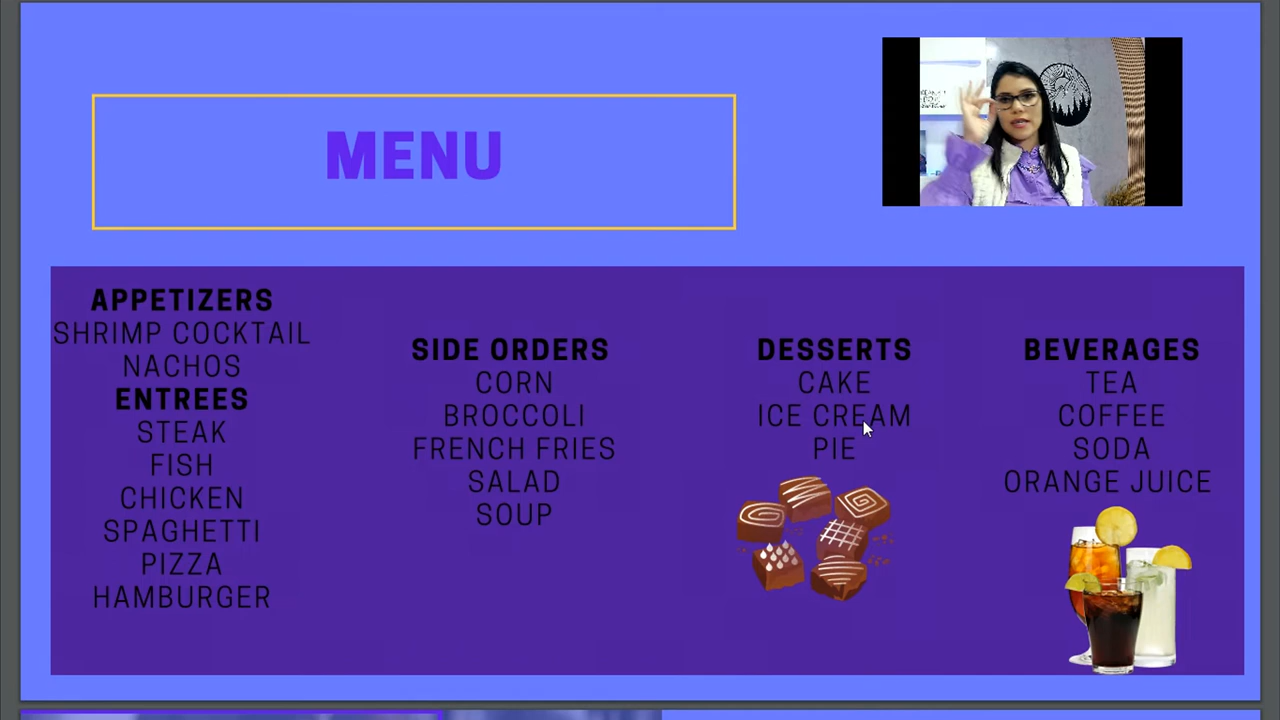 MENU
APPETIZERS
SHRIMP COCKTAIL
NACHOS
ENTREES
STEAK
FISH
CHICKEN
SPAGHETTI
PIZZA
HAMBURGER
SIDE ORDERS
CORN
BROCCOLI
FRENCH FRIES
SALAD
SOUP
DESSERTS
CAKE
ICE CREAM
PIE
BEVERAGES
TEA
COFFEE
SODA
ORANGE JUICE